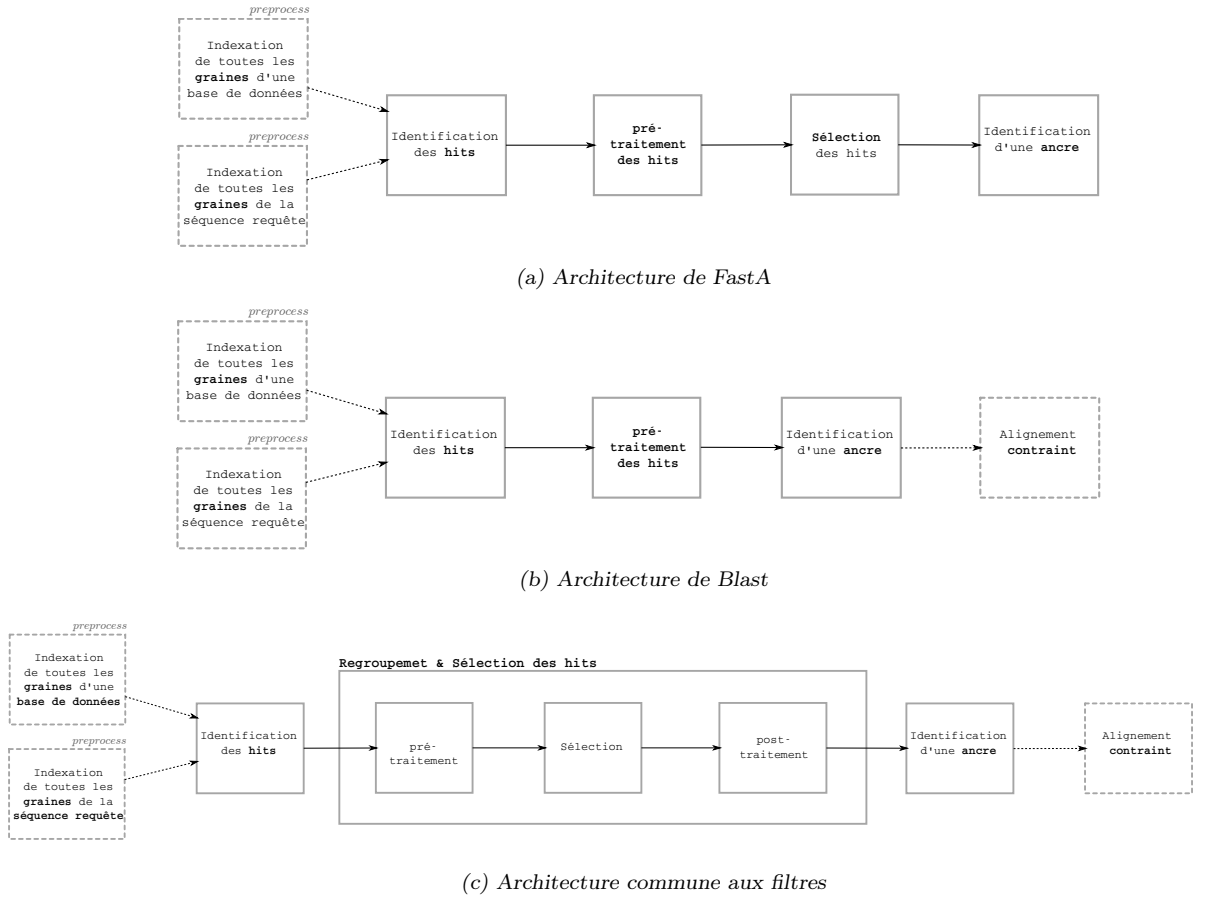 preprocess
Indexation
de toutes les
graines d'une
base de données
preprocess
Indexation
de toutes les
graines de la
séquence requête
Identification
des hits
pré-
traitement
des hits
Sélection
des hits
Identification
d'une ancre
(a) Architecture de FastA
preprocess
Indexation
de toutes les
graines d'une
base de données
preprocess
Indexation
de toutes les
graines de la
séquence requête
Identification
des hits
pré-
traitement
des hits
Identification
d'une ancre
Alignement
contraint
(b) Architecture de Blast
preprocess
Indexation
de toutes les
graines d'une
base de données
preprocess
Indexation
de toutes les
graines de la
séquence requête
Identification
des hits
Regroupemet & Sélection des hits
pré-
traitement
Sélection
post-
traitement
Identification
d'une ancre
Alignement
contraint
(c) Architecture commune aux filtres